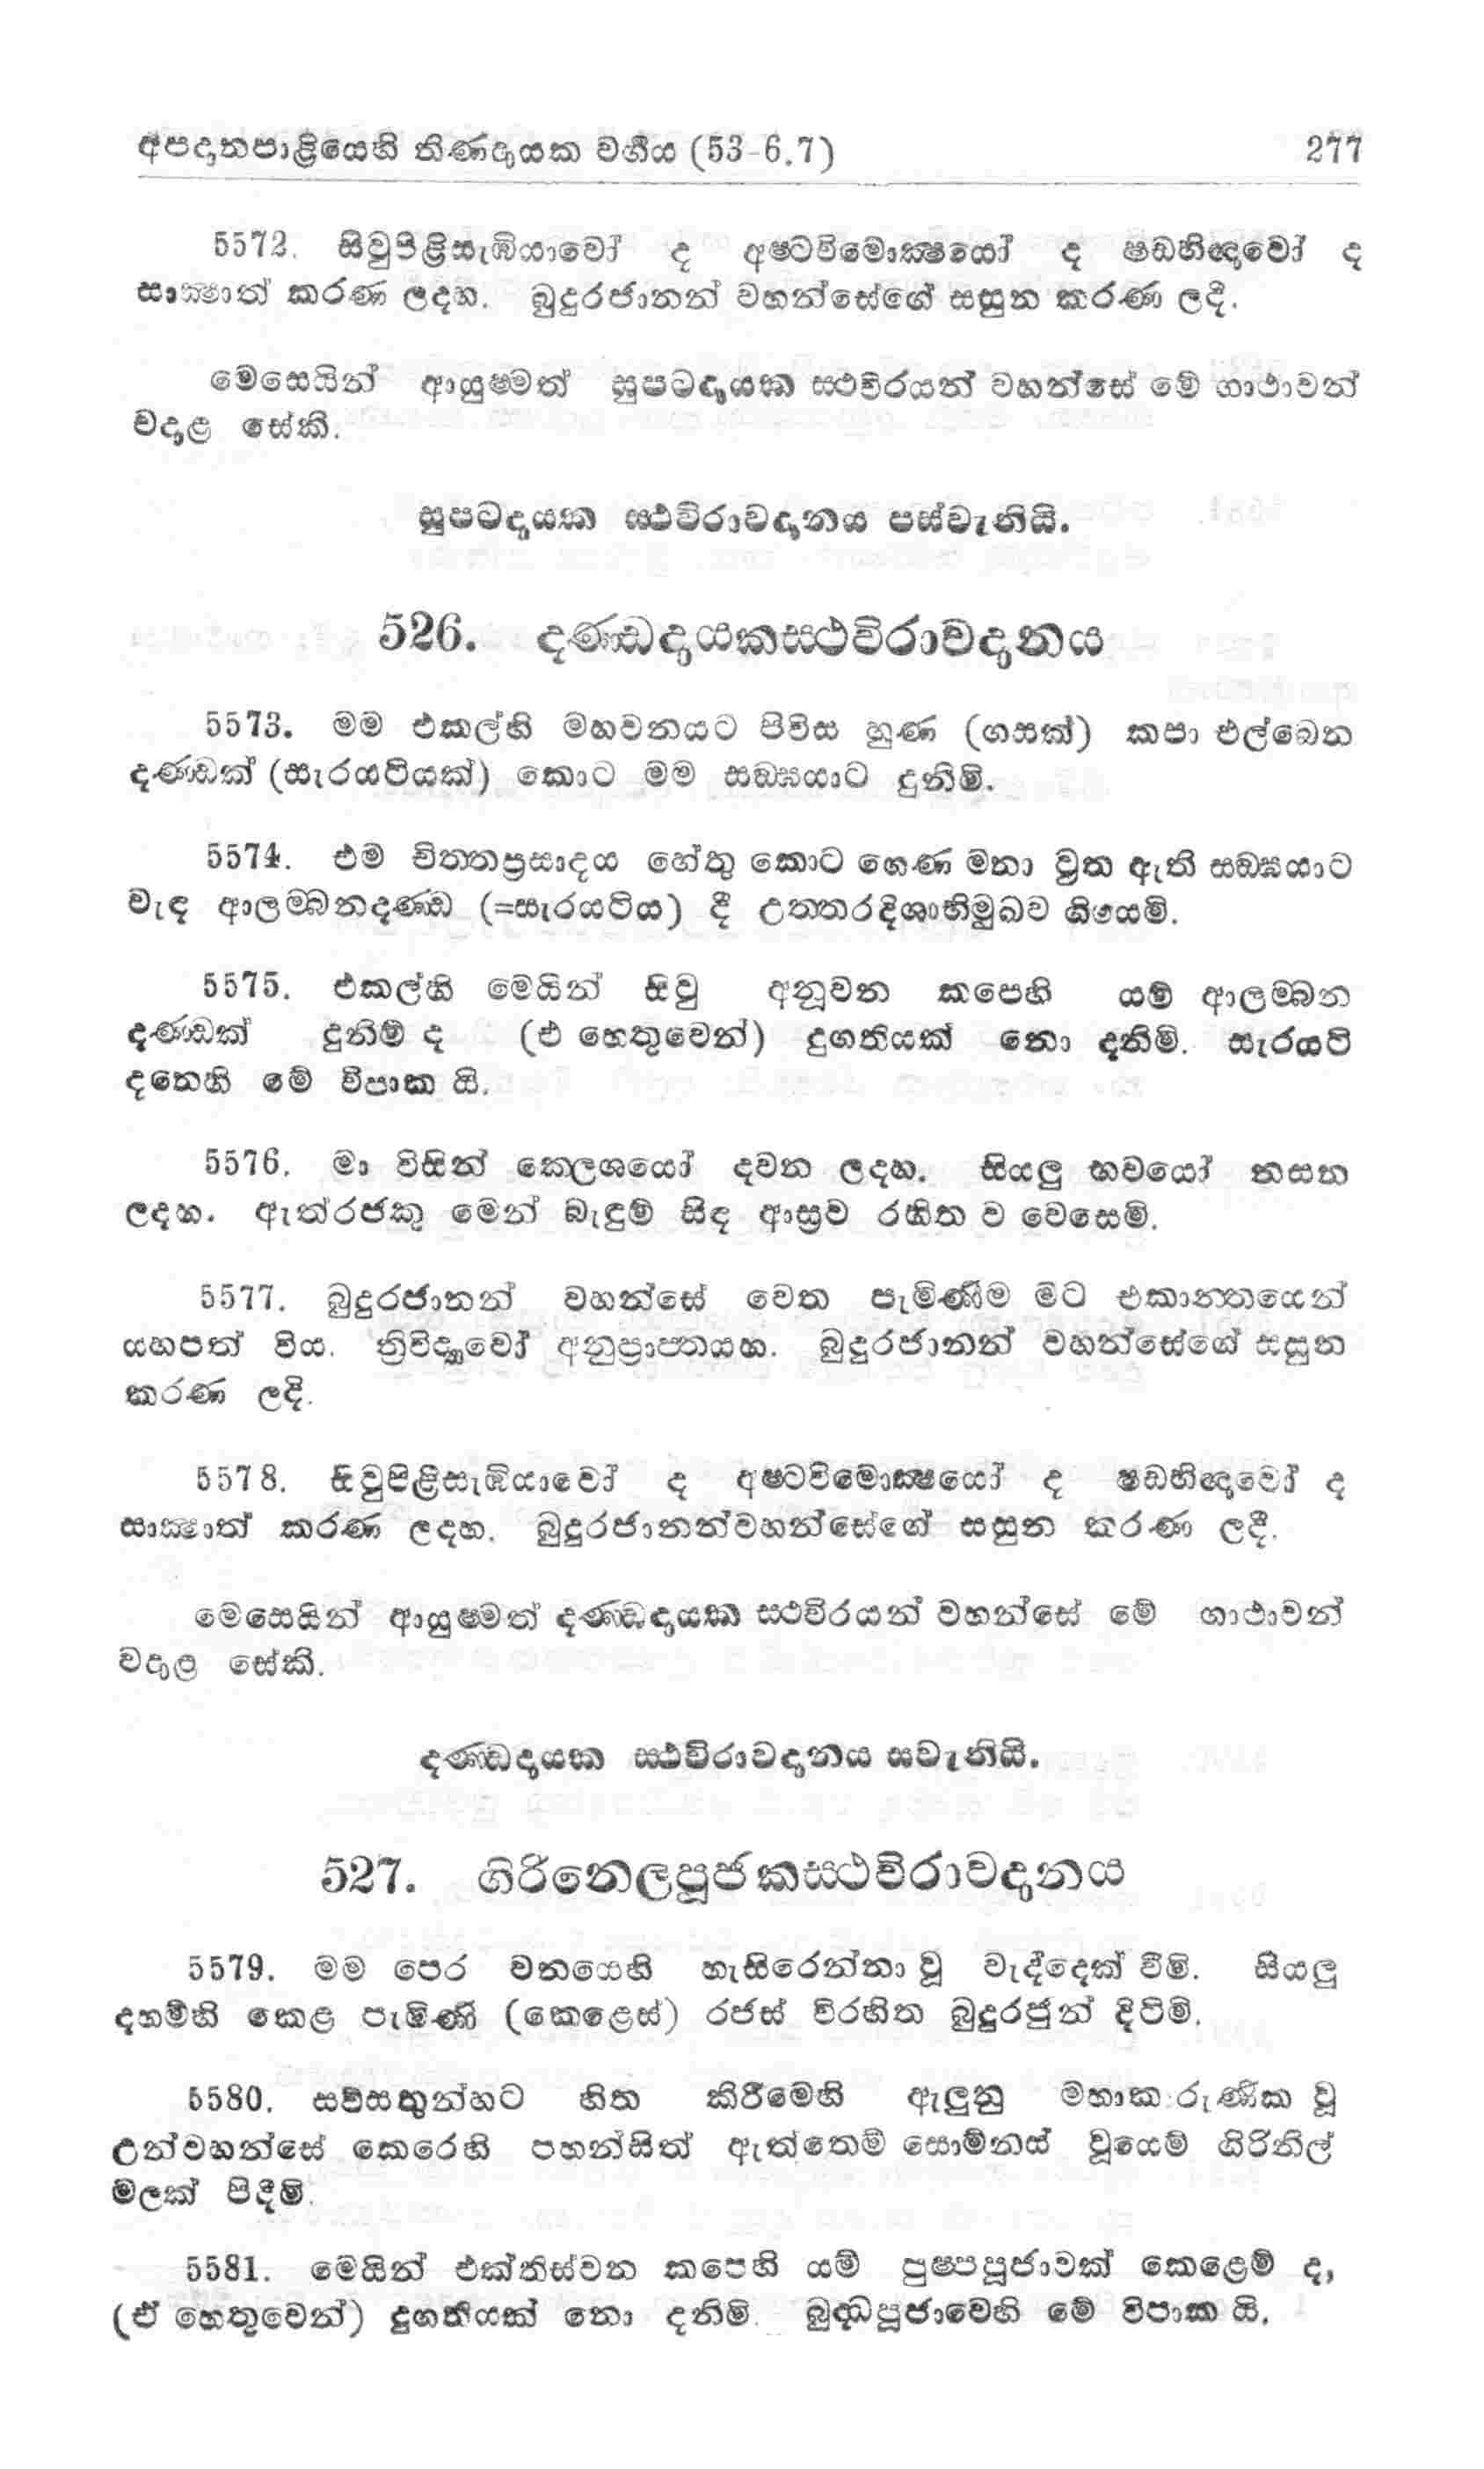 අපදානපාළියෙහි තිණදායක වර්ගය (53-6.7) 277
5572. සිවුපිළිසැඹියාවෝ ද අෂ්ටවිමොක්ෂයෝ ද ෂඩභිඥාවෝ ද
සාක්ෂාත් කරණ ලදහ. බුදුරජානන් වහන්සේගේ සසුන කරණ ලදී.
මෙසෙයින් ආයුෂ්මත් සුපටදායක ස්ථවිරයන් වහන්සේ මේ ගාථාවන්
වදාළ සේකි.
සුපටදායක ස්ථවිරාවදානය පස්වැනියි.
526. දණ්ඩදායකස්ථවිරාවදානය
5573. මම එකල්හි මහවනයට පිවිස හුණ (ගසක්) කපා එල්බෙන
දණ්ඩක් (සැරයටියක්) කොට මම සඞ්ඝයාට දුනිමි.
5574. එම චිත්තප්‍රසාදය හේතු කොට ගෙණ මනා ව්‍රත ඇති සඞ්ඝයාට
වැඳ ආලම්බනදණ්ඩ (=සැරයටිය) දී උත්තරදිශාභිමුඛව ගියෙමි.
5575. එකල්හි මෙයින් සිවු අනූවන කපෙහි යම් ආලම්බන
දණ්ඩක් දුනිම් ද (එ හෙතුවෙන්) දුගතියක් නො දනිමි. සැරයටි
දනෙහි මේ විපාක යි.
5576. මා විසින් කෙලශයෝ දවන ලදහ. සියලු භවයෝ නසන
ලදහ. ඇත්රජකු මෙන් බැඳුම් සිඳ ආස්‍රව රහිත ව වෙසෙමි.
5577. බුදුරජානන් වහන්සේ වෙත පැමිණීම මට එකාන්තයෙන්
යහපත් විය. ත්‍රිවිද්‍යාවෝ අනුප්‍රාප්තයහ. බුදුරජානන් වහන්සේගේ සසුන
කරණ ලදි.
5578. සිවුපිළිසැඹියාවෝ ද අෂ්ටවිමොක්ෂයෝ ද ෂඩභිඥාවෝ ද
සාක්ෂාත් කරණ ලදහ. බුදුරජානන්වහන්සේගේ සසුන කරණ ලදී.
මෙසෙයින් ආයුෂ්මත් දණ්ඩදායක ස්ථවිරයන් වහන්සේ මේ ගාථාවන්
වදාළ සේකි.
දණ්ඩදායක ස්ථවිරාවදානය සවැනියි.
527. ගිරිනෙලපූජකස්ථවිරාවදානය
5579. මම පෙර වනයෙහි හැසිරෙන්නා වූ වැද්දෙක් වීමි. සියලු
දහම්හි කෙළ පැමිණි (කෙළෙස්) රජස් විරහිත බුදුරජුන් දිටිමි.
5580. සව්සතුන්හට හිත කිරීමෙහි ඇලුනු මහාකාරුණික වූ
උන්වහන්සේ කෙරෙහි පහන්සිත් ඇත්තෙම් සොම්නස් වූයෙම් ගිරිනිල්
මලක් පිදීමි.
5581. මෙයින් එක්තිස්වන කපෙහි යම් පුෂ්පපූජාවක් කෙළෙම් ද,
(ඒ හෙතුවෙන්) දුගතියක් නො දනිමි. බුද්ධපූජාවෙහි මේ විපාක යි.